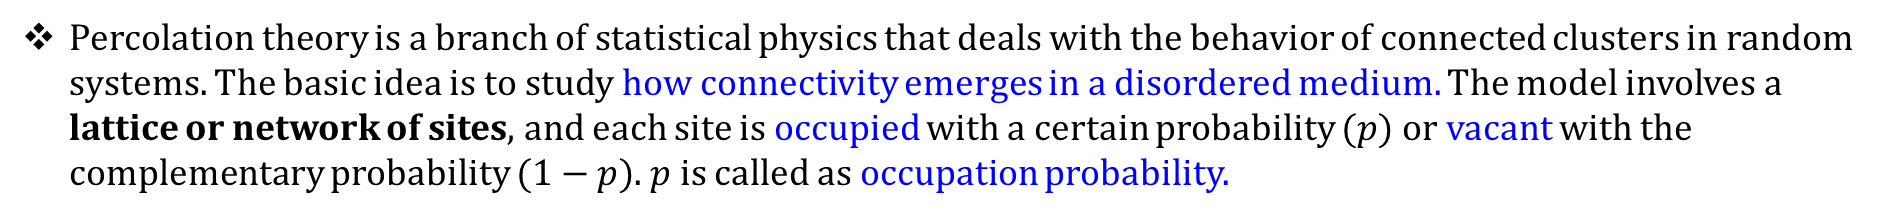 ❖ Percolation theory is a branch of statistical physics that deals with the behavior of connected clusters in random
systems. The basic idea is to study how connectivity emerges in a disordered medium. The model involves a
lattice or network of sites, and each site is occupied with a certain probability (𝑝) or vacant with the
complementary probability (1 − 𝑝). 𝑝 is called as occupation probability.